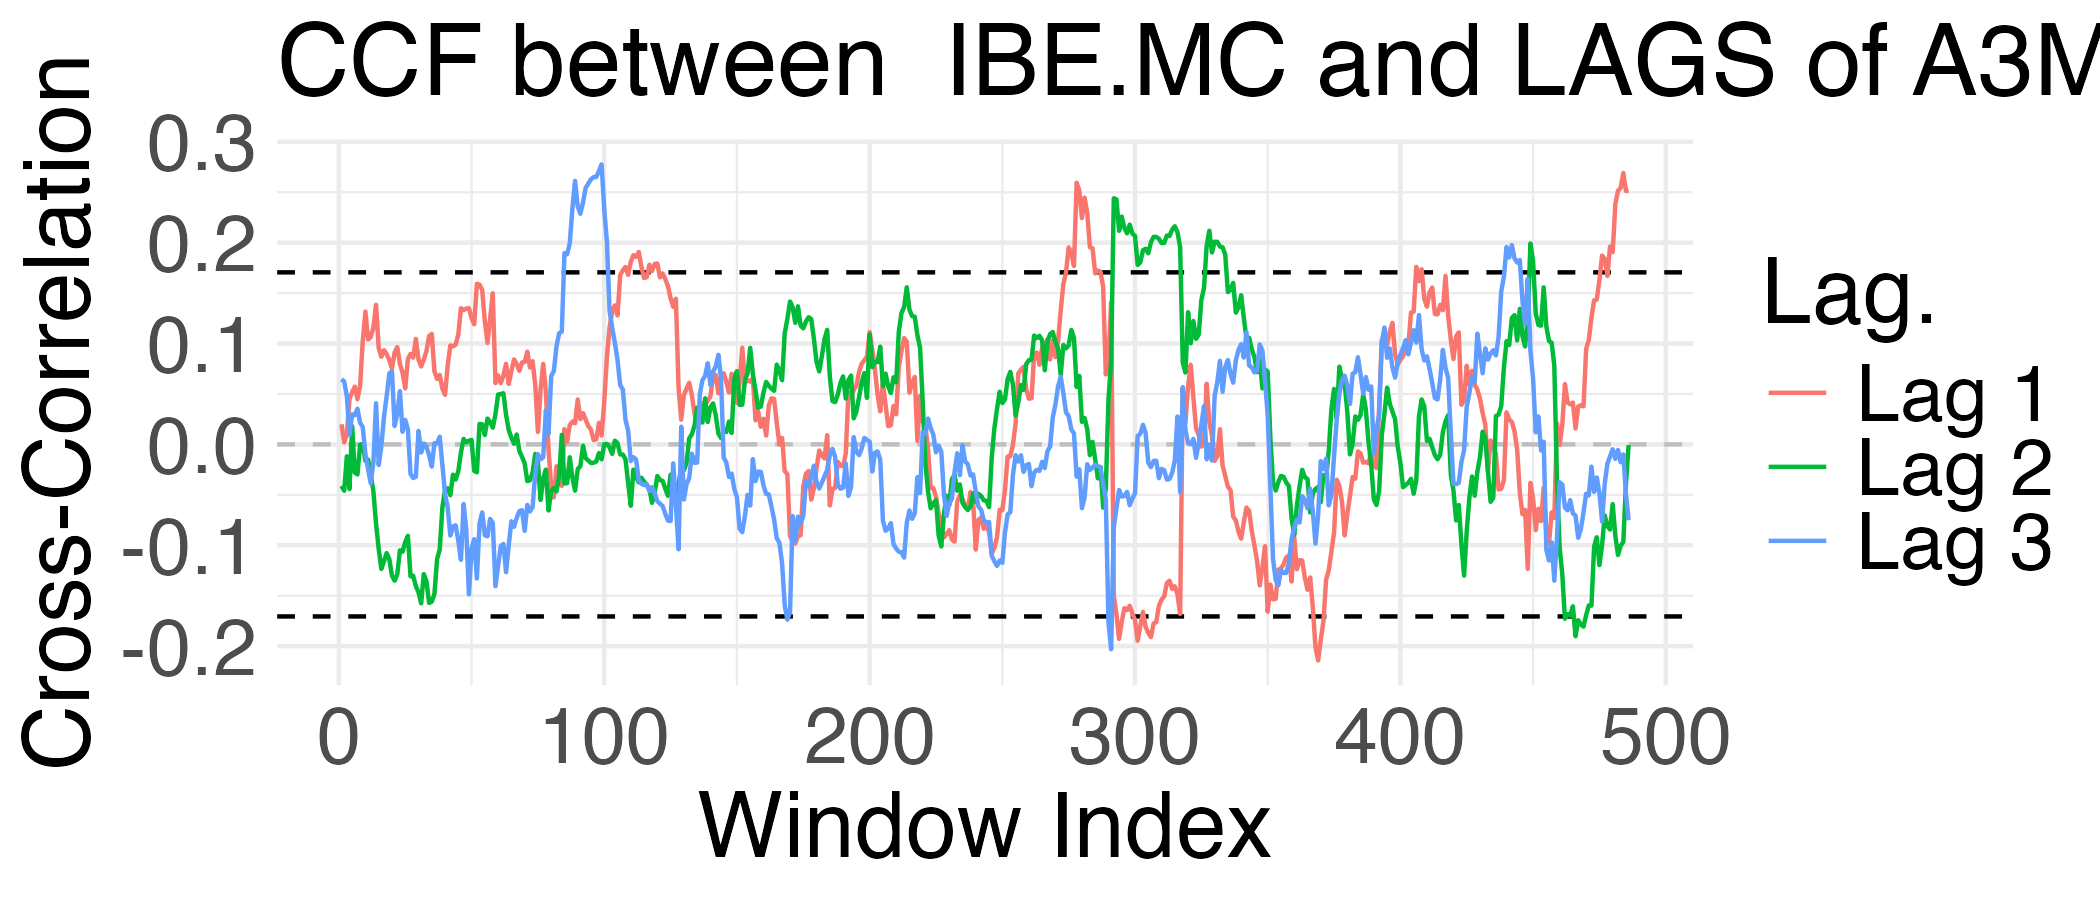 CCF between IBE.MC and LAGS of A3M
Cross-Correlation
0.3
0.2
0.1
0.0
-0.1
-0.2
0 100 200 300 400 500
Window Index
Lag.
Lag 1
Lag 2
Lag 3